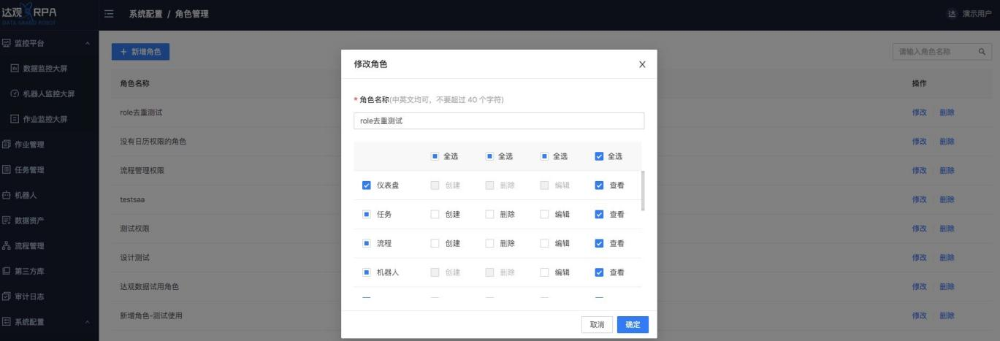 达观 RPA
DATA GRAND ROBOT
系统配置 / 角色管理
达 演示用户
监控平台
数据监控大屏
机器人监控大屏
作业监控大屏
作业管理
任务管理
机器人
数据资产
流程管理
第三方库
审计日志
系统配置
+ 新增角色
请输入角色名称
角色名称 操作
role去重测试 修改 删除
没有日历权限的角色 修改 删除
流程管理权限 修改 删除
testsaa 修改 删除
测试权限 修改 删除
设计测试 修改 删除
达观数据试用角色 修改 删除
新增角色-测试使用 修改 删除
修改角色
* 角色名称(中英文均可，不要超过 40 个字符)
role去重测试
全选 全选 全选 全选
仪表盘 创建 删除 编辑 查看
任务 创建 删除 编辑 查看
流程 创建 删除 编辑 查看
机器人 创建 删除 编辑 查看
取消 确定